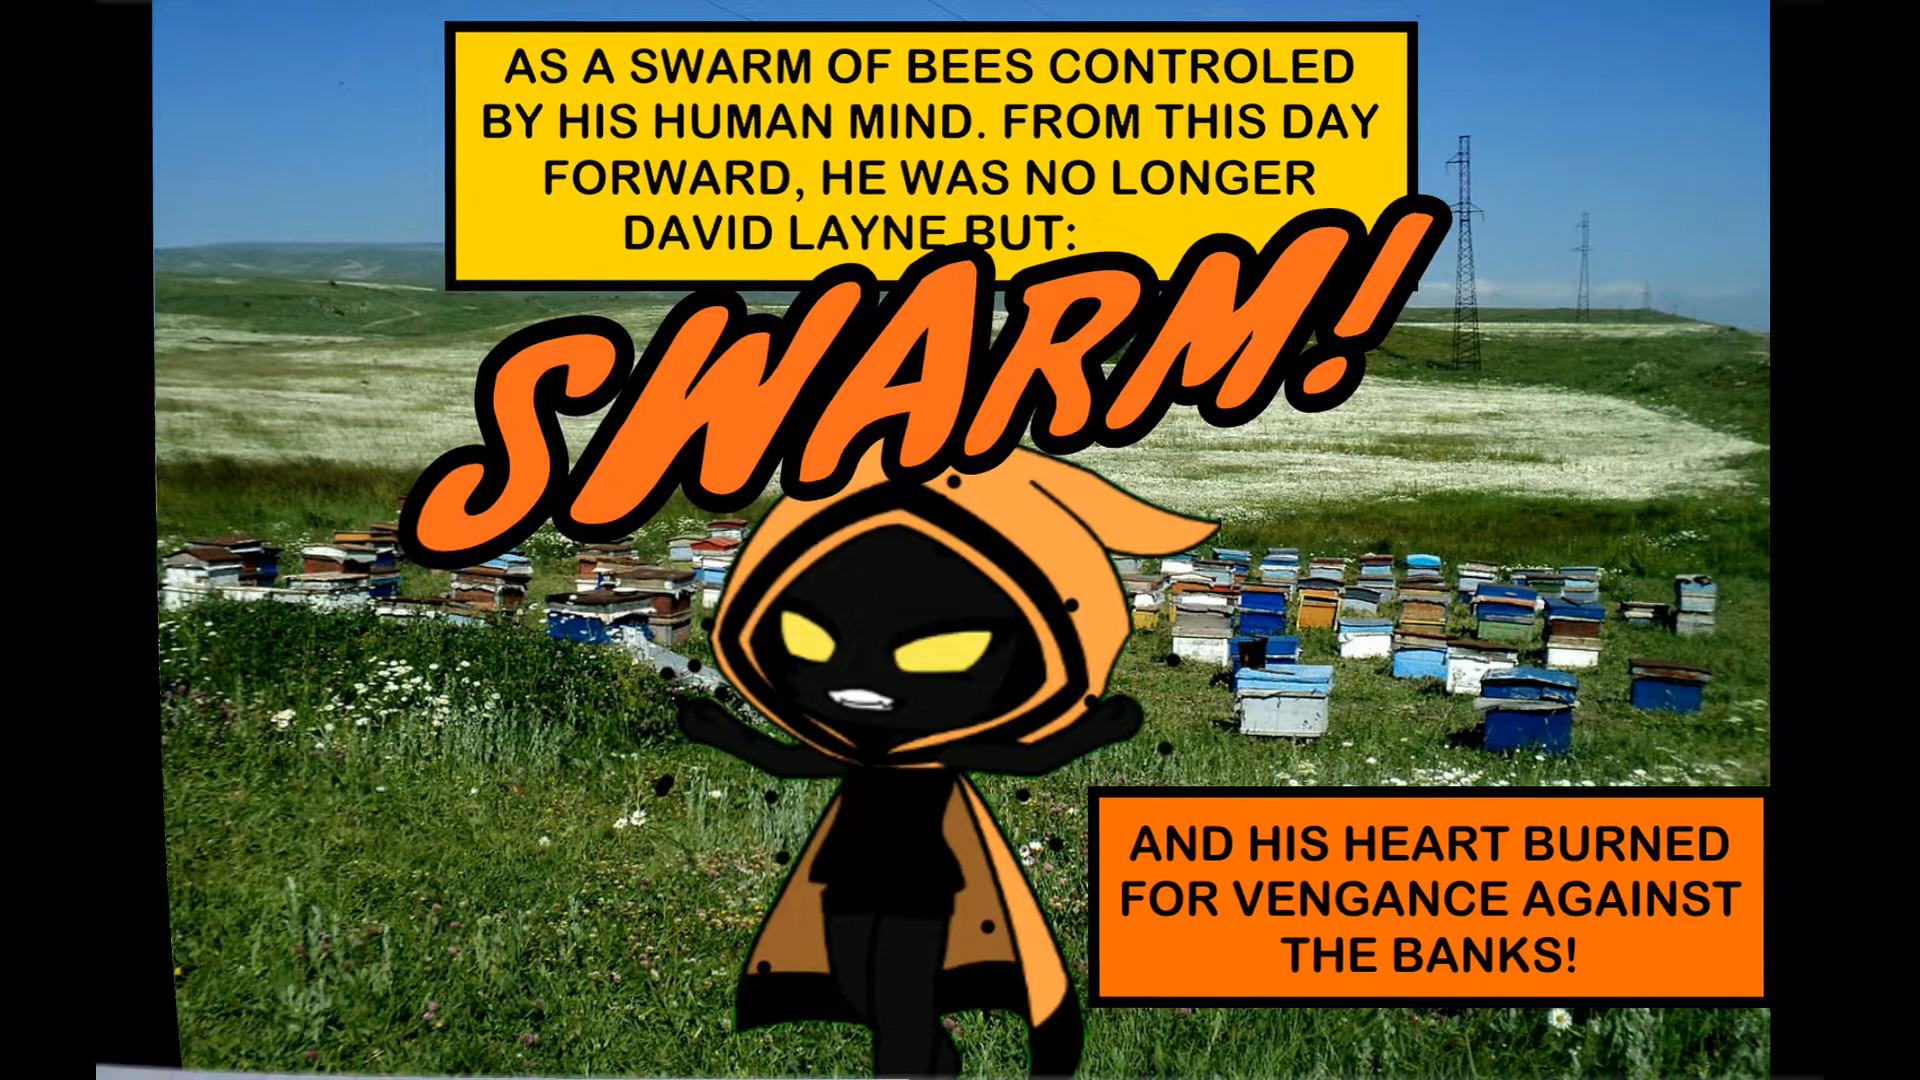 AS A SWARM OF BEES CONTROLED
BY HIS HUMAN MIND. FROM THIS DAY
FORWARD, HE WAS NO LONGER
DAVID LAYNE BUT:
SWARM!
AND HIS HEART BURNED
FOR VENGANCE AGAINST
THE BANKS!